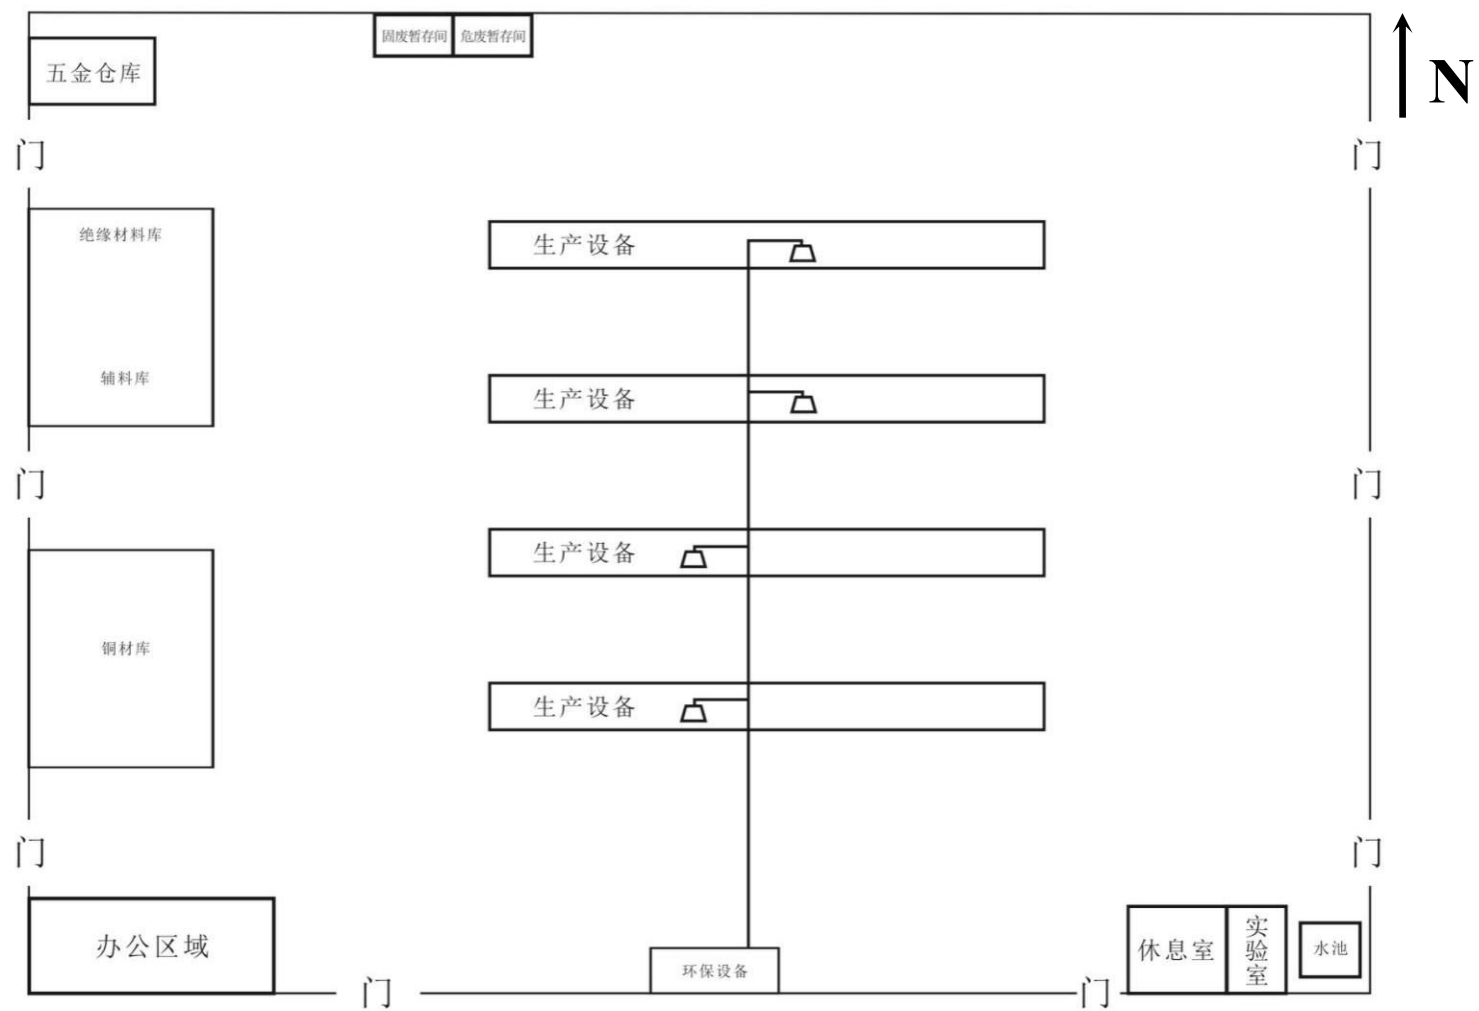 固废暂存间 危废暂存间
五金仓库
N
门 门
绝缘材料库
生产设备
辅料库
生产设备
门 门
生产设备
铜材库
生产设备
门 门
办公区域
环保设备
休息室
实验室
水池
门 门